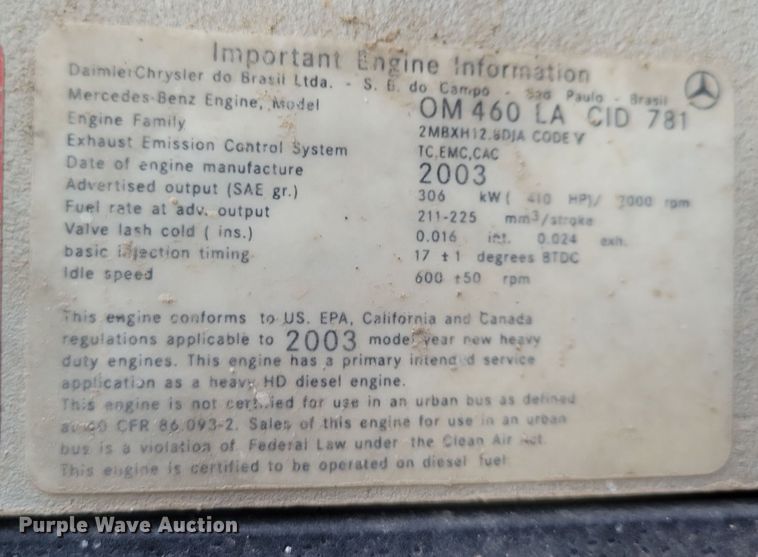 Important Engine Information
DaimlerChrysler do Brasil Ltda. - S. B. do Campo - Sao Paulo - Brasil
Mercedes-Benz Engine, Model OM 460 LA CID 781
Engine Family 2MBXH12.8DJA CODE V
Exhaust Emission Control System TC,EMC,CAC
Date of engine manufacture 2003
Advertised output (SAE gr.) 306 kW ( 410 HP)/ 2000 rpm
Fuel rate at adv. output 211-225 mm3/stroke
Valve lash cold ( ins.) 0.016 int. 0.024 exh.
basic injection timing 17 ±1 degrees BTDC
Idle speed 600 ±50 rpm
This engine conforms to US. EPA, California and Canada
regulations applicable to 2003 model year new heavy
duty engines. This engine has a primary intended service
application as a heavy HD diesel engine.
This engine is not certified for use in an urban bus as defined
at 40 CFR 86.093-2. Sales of this engine for use in an urban
bus is a violation of Federal Law under the Clean Air Act.
This engine is certified to be operated on diesel fuel
Purple Wave Auction